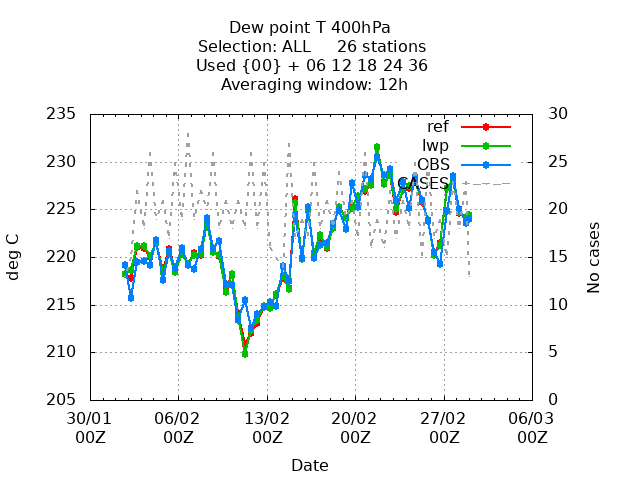 Dew point T 400hPa
Selection: ALL     26 stations
Used {00} + 06 12 18 24 36
Averaging window: 12h
235
230
225
220
215
210
205
deg C
30
25
20
15
10
5
0
No cases
ref
lwp
OBS
CASES
30/01 06/02 13/02 20/02 27/02 06/03
00Z 00Z 00Z 00Z 00Z 00Z
Date